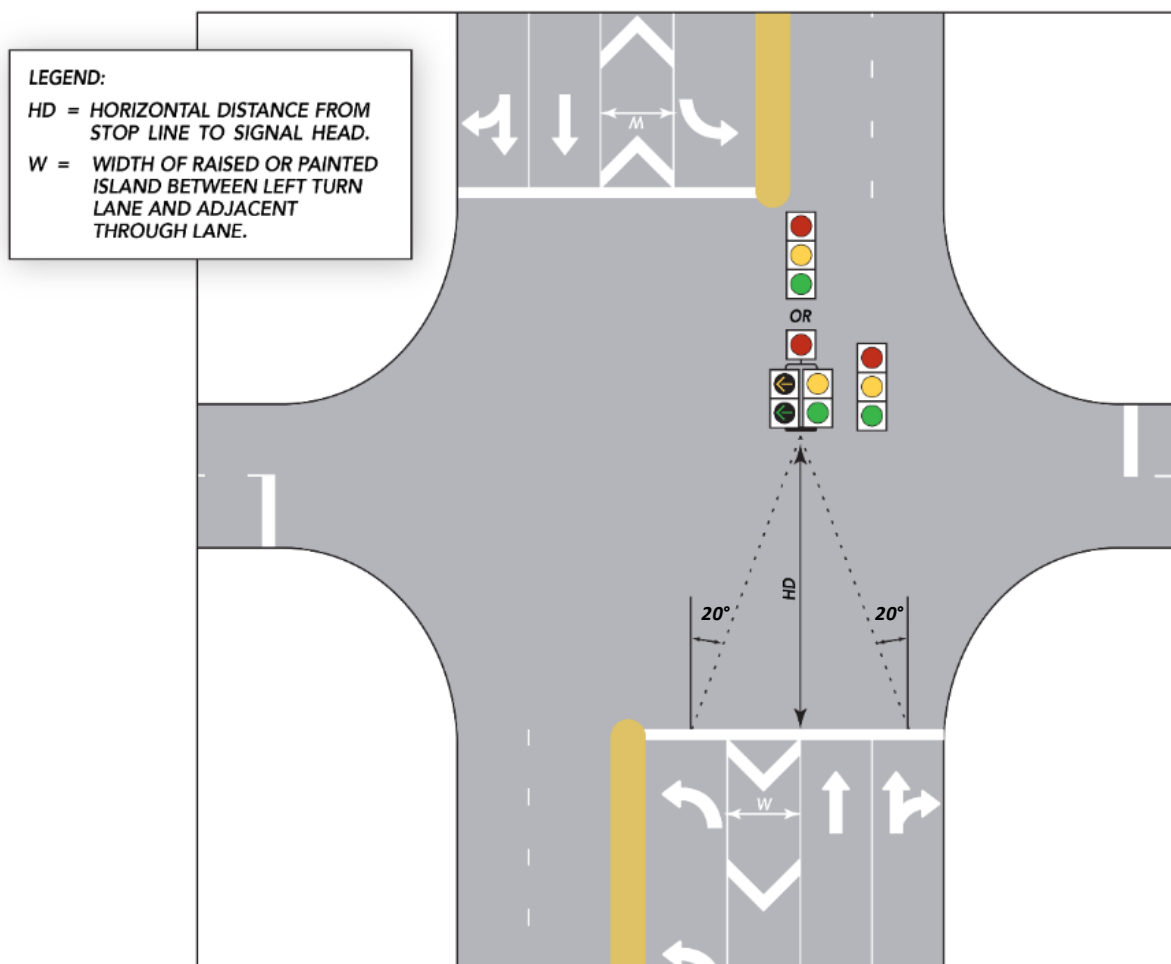 LEGEND:
HD = HORIZONTAL DISTANCE FROM
STOP LINE TO SIGNAL HEAD.
W = WIDTH OF RAISED OR PAINTED
ISLAND BETWEEN LEFT TURN
LANE AND ADJACENT
THROUGH LANE.
W
OR
HD
20°
20°
W